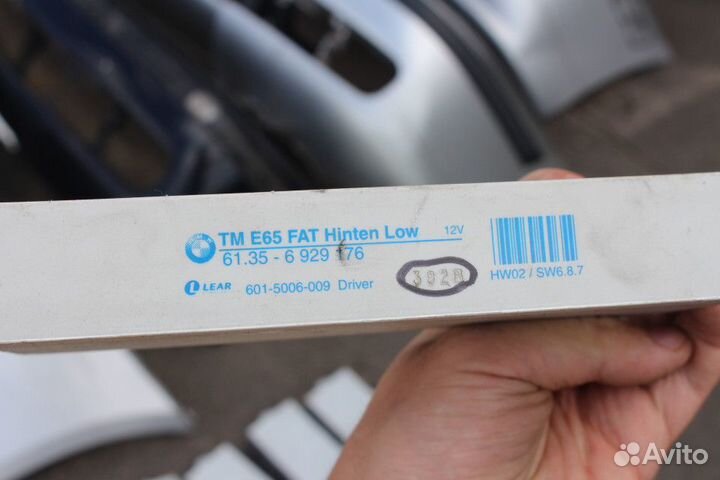 TM E65 FAT Hinten Low 12V
61.35 - 6 929 176
LEAR 601-5006-009 Driver
HW02 / SW6.8.7
Avito